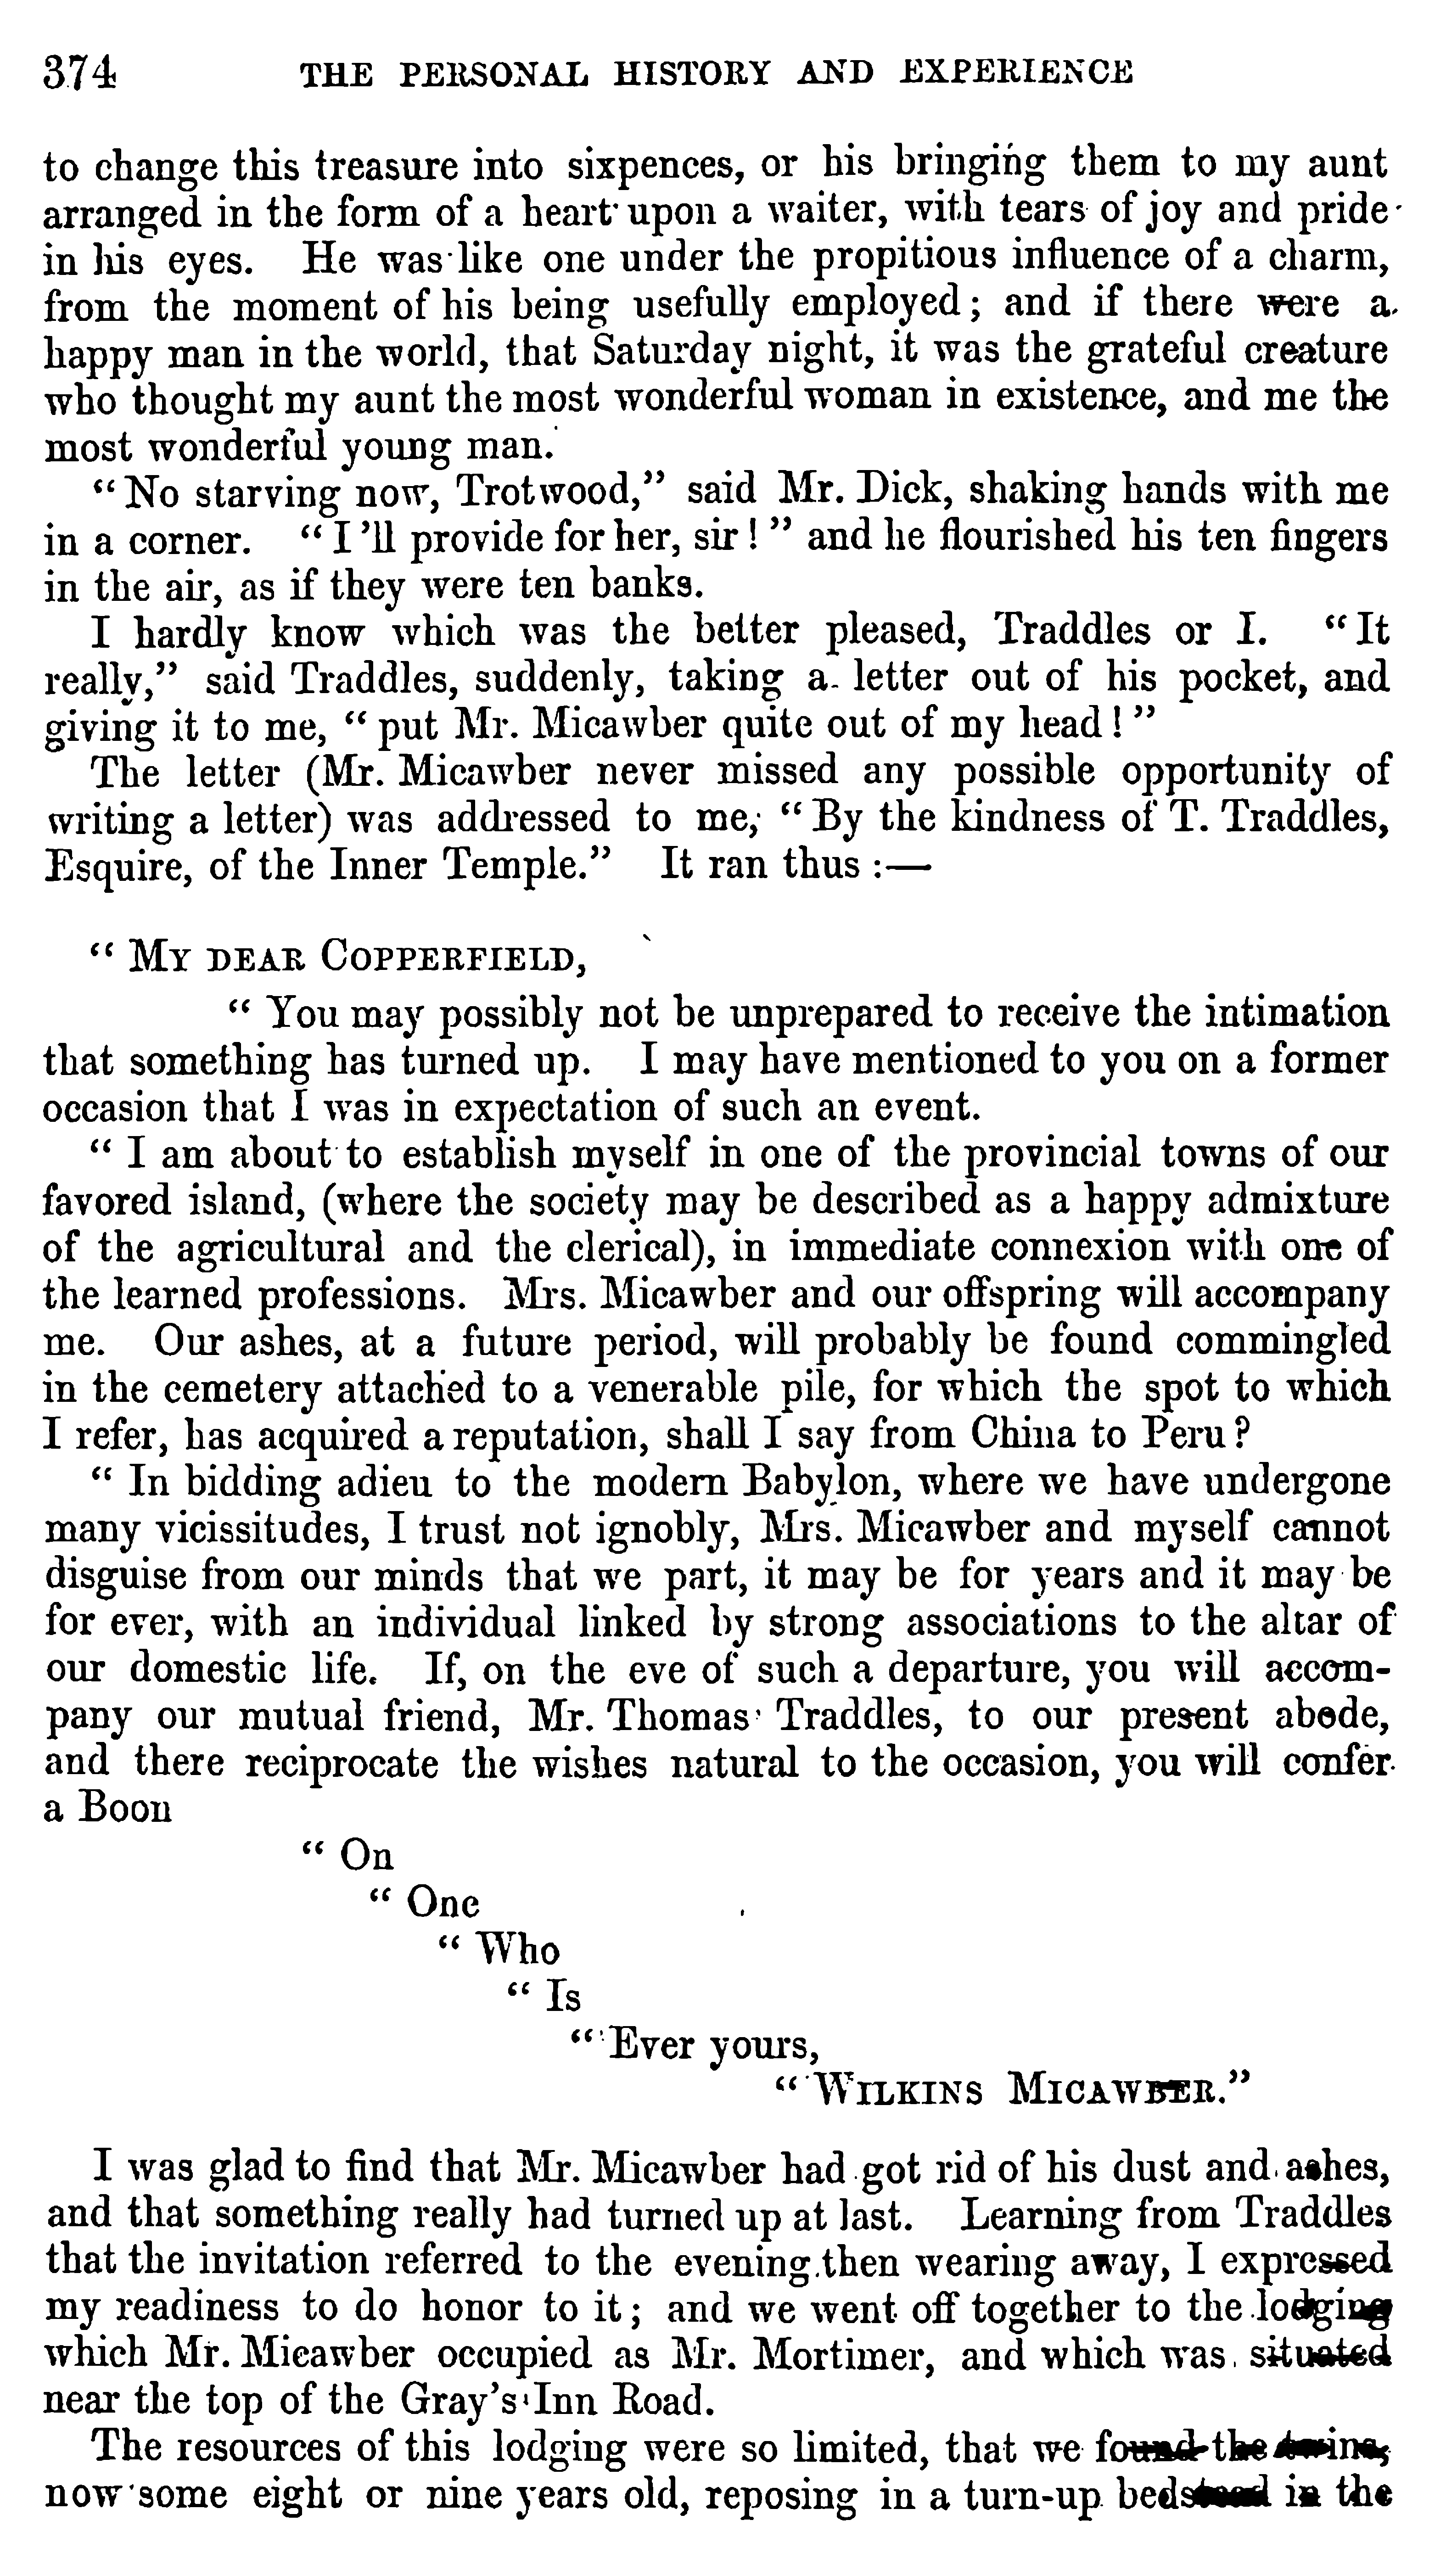 374 THE PERSONAL HISTORY AND EXPERIENCE
to change this treasure into sixpences, or his bringing them to my aunt
arranged in the form of a heart upon a waiter, with tears of joy and pride
in his eyes. He was like one under the propitious influence of a charm,
from the moment of his being usefully employed; and if there were a
happy man in the world, that Saturday night, it was the grateful creature
who thought my aunt the most wonderful woman in existence, and me the
most wonderful young man.
“No starving now, Trotwood,” said Mr. Dick, shaking hands with me
in a corner. “I’ll provide for her, sir!” and he flourished his ten fingers
in the air, as if they were ten banks.
I hardly know which was the better pleased, Traddles or I. “It
really,” said Traddles, suddenly, taking a letter out of his pocket, and
giving it to me, “put Mr. Micawber quite out of my head!”
The letter (Mr. Micawber never missed any possible opportunity of
writing a letter) was addressed to me, “By the kindness of T. Traddles,
Esquire, of the Inner Temple.” It ran thus:—
“MY DEAR COPPERFIELD,
“You may possibly not be unprepared to receive the intimation
that something has turned up. I may have mentioned to you on a former
occasion that I was in expectation of such an event.
“I am about to establish myself in one of the provincial towns of our
favored island, (where the society may be described as a happy admixture
of the agricultural and the clerical), in immediate connexion with one of
the learned professions. Mrs. Micawber and our offspring will accompany
me. Our ashes, at a future period, will probably be found commingled
in the cemetery attached to a venerable pile, for which the spot to which
I refer, has acquired a reputation, shall I say from China to Peru?
“In bidding adieu to the modern Babylon, where we have undergone
many vicissitudes, I trust not ignobly, Mrs. Micawber and myself cannot
disguise from our minds that we part, it may be for years and it may be
for ever, with an individual linked by strong associations to the altar of
our domestic life. If, on the eve of such a departure, you will accom-
pany our mutual friend, Mr. Thomas Traddles, to our present abode,
and there reciprocate the wishes natural to the occasion, you will confer
a Boon
“On
“One
“Who
“Is
“Ever yours,
“WILKINS MICAWBER.”
I was glad to find that Mr. Micawber had got rid of his dust and ashes,
and that something really had turned up at last. Learning from Traddles
that the invitation referred to the evening then wearing away, I expressed
my readiness to do honor to it; and we went off together to the lodging
which Mr. Micawber occupied as Mr. Mortimer, and which was situated
near the top of the Gray’s Inn Road.
The resources of this lodging were so limited, that we found the twins,
now some eight or nine years old, reposing in a turn-up bedstead in the